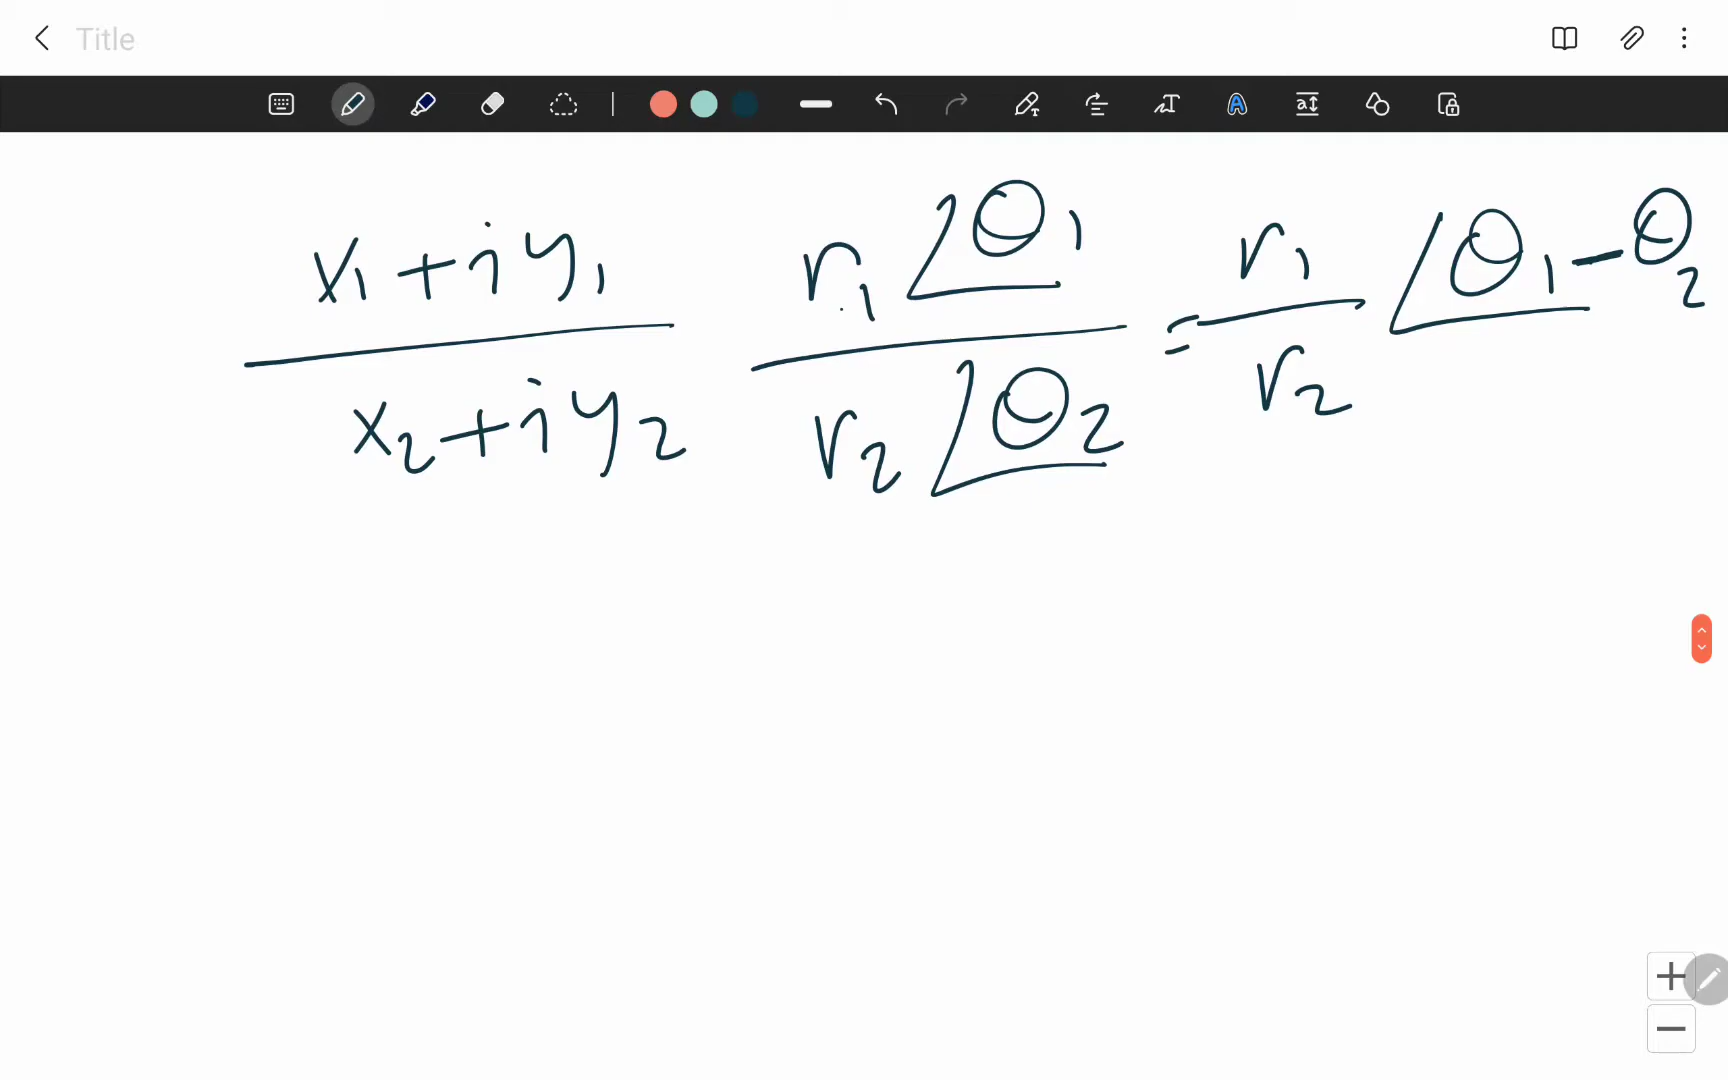 Title
x₁+iy₁ r₁∠θ₁ = r₁ ∠θ₁-θ₂
x₂+iy₂ r₂∠θ₂ r₂